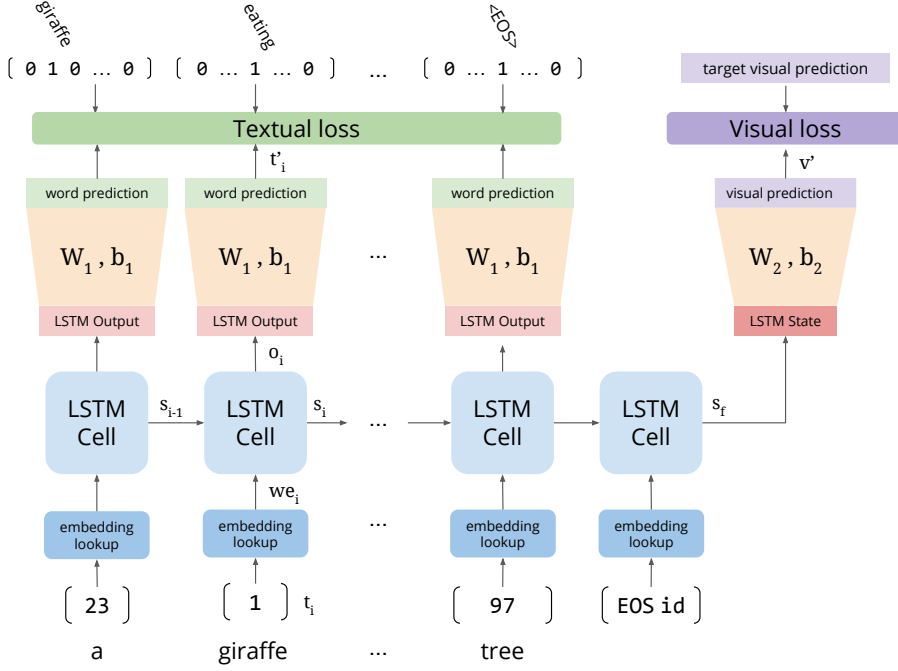 giraffe eating <EOS>
[ 0 1 0 ... 0 ] [ 0 ... 1 ... 0 ] ... [ 0 ... 1 ... 0 ] target visual prediction
Textual loss Visual loss
t'i v'
word prediction word prediction word prediction visual prediction
W1 , b1 W1 , b1 ... W1 , b1 W2 , b2
LSTM Output LSTM Output LSTM Output LSTM State
oi
LSTM Cell si-1 LSTM Cell si ... LSTM Cell LSTM Cell sf
wei
embedding lookup embedding lookup ... embedding lookup embedding lookup
[ 23 ] [ 1 ] ti [ 97 ] [ EOS id ]
a giraffe ... tree